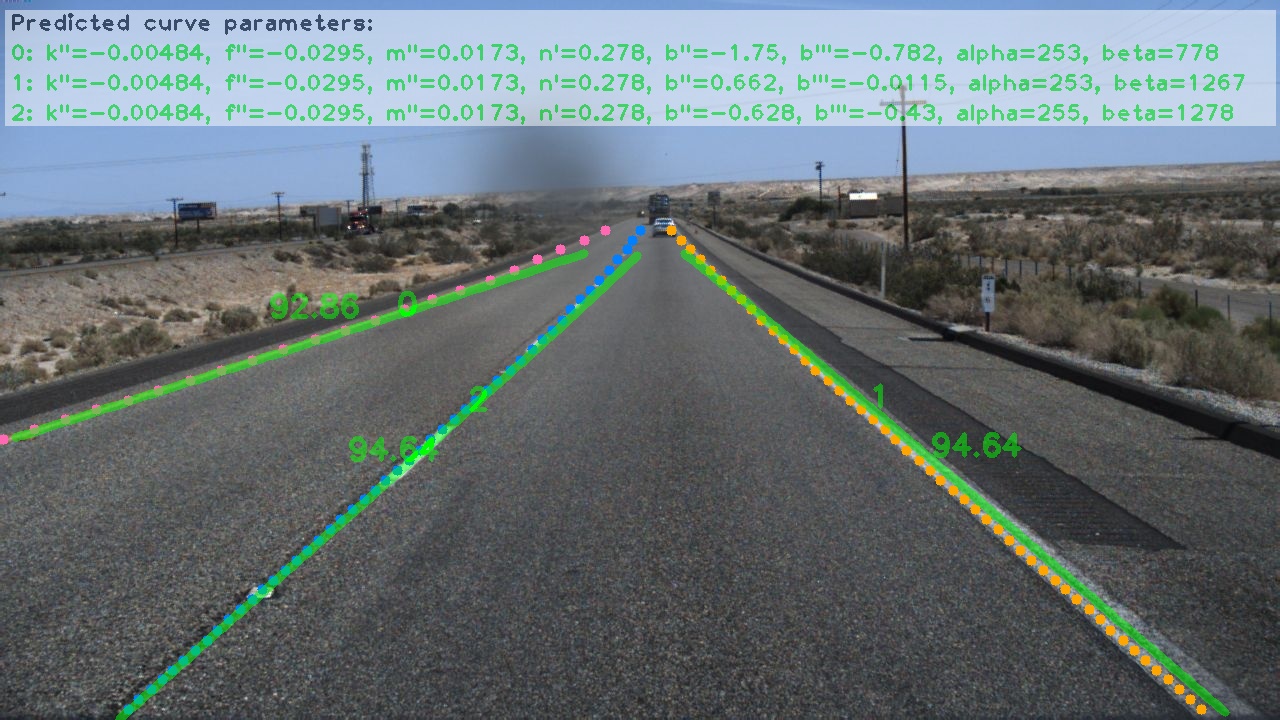 Predicted curve parameters:
0: k''=-0.00484, f''=-0.0295, m''=0.0173, n'=0.278, b''=-1.75, b'''=-0.782, alpha=253, beta=778
1: k''=-0.00484, f''=-0.0295, m''=0.0173, n'=0.278, b''=0.662, b'''=-0.0115, alpha=253, beta=1267
2: k''=-0.00484, f''=-0.0295, m''=0.0173, n'=0.278, b''=-0.628, b'''=-0.43, alpha=255, beta=1278
92.86 0
2 1
94.64 94.64